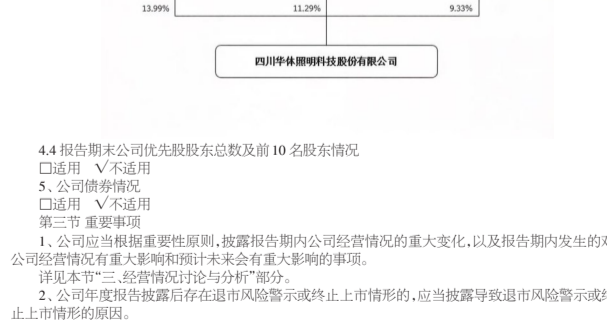 13.99% 11.29% 9.33%
四川华体照明科技股份有限公司
4.4 报告期末公司优先股股东总数及前10 名股东情况
□适用 √不适用
5、公司债券情况
□适用 √不适用
第三节 重要事项
1、公司应当根据重要性原则,披露报告期内公司经营情况的重大变化,以及报告期内发生的对
公司经营情况有重大影响和预计未来会有重大影响的事项。
详见本节“三、经营情况讨论与分析”部分。
2、公司年度报告披露后存在退市风险警示或终止上市情形的,应当披露导致退市风险警示或终
止上市情形的原因。